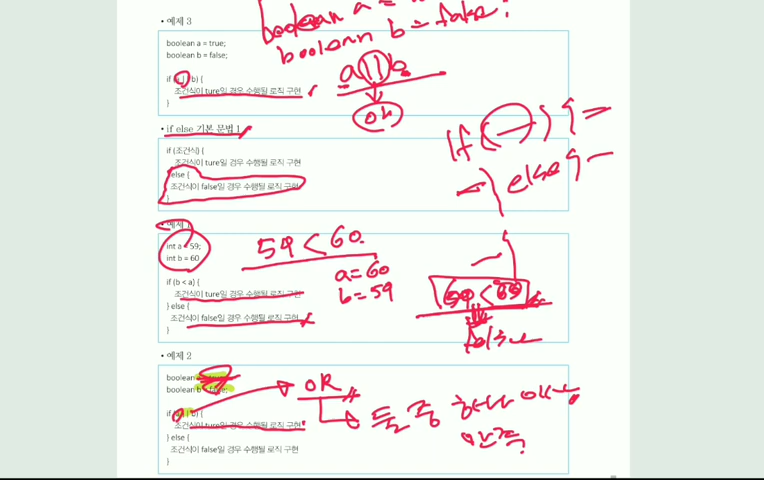 boolean a =
boolean b = false;
• 예제 3
boolean a = true;
boolean b = false;
if ( b) {
조건식이 ture일 경우 수행될 로직 구현
}
a || b
OR
• if else 기본 문법 1
if (조건식) {
조건식이 ture일 경우 수행될 로직 구현
else {
조건식이 false일 경우 수행될 로직 구현
}
if ( ) {
} else {
• 예제 1
int a = 59;
int b = 60
if (b < a) {
조건식이 ture일 경우 수행될 로직 구현
} else {
조건식이 false일 경우 수행될 로직 구현
}
59 < 60
a = 60
b = 59
false
• 예제 2
boolean
boolean b = false;
if ( b) {
조건식이 ture일 경우 수행될 로직 구현
} else {
조건식이 false일 경우 수행될 로직 구현
}
OR
둘 중 하나
만족